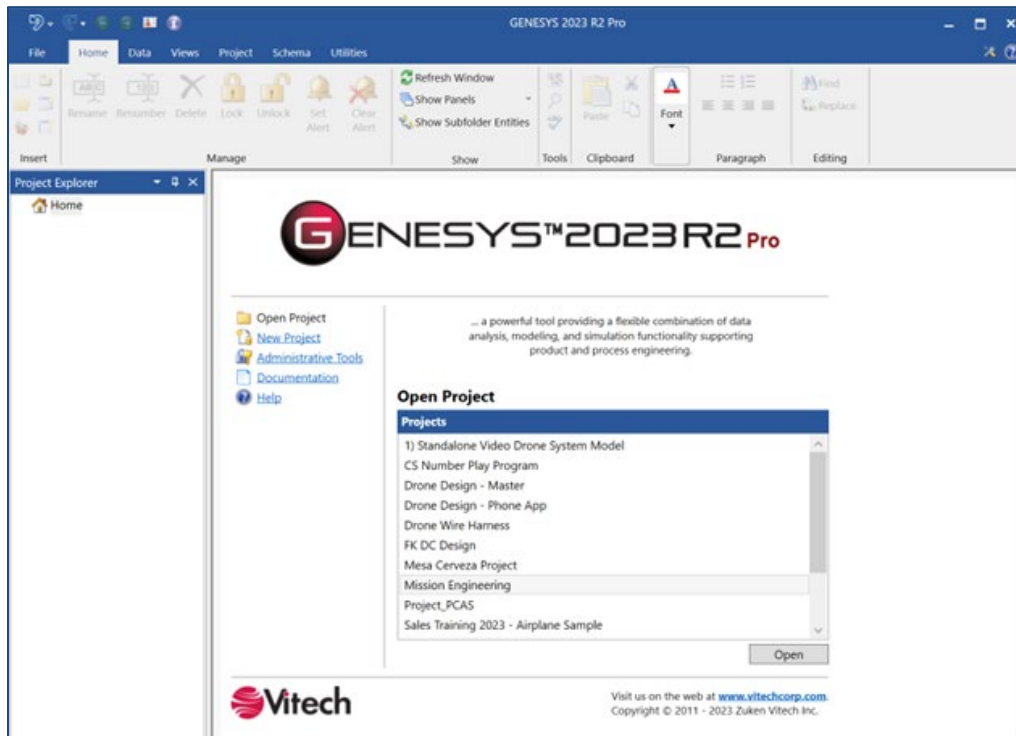 GENESYS 2023 R2 Pro
File Home Data Views Project Schema Utilities
Rename Renumber Delete Lock Unlock Set Alert Clear Alert
Refresh Window
Show Panels
Show Subfolder Entities
Paste
Font
Find
Replace
Insert Manage Show Tools Clipboard Paragraph Editing
Project Explorer
Home
GENESYS™2023R2 Pro
Open Project
New Project
Administrative Tools
Documentation
Help
... a powerful tool providing a flexible combination of data
analysis, modeling, and simulation functionality supporting
product and process engineering.
Open Project
Projects
1) Standalone Video Drone System Model
CS Number Play Program
Drone Design - Master
Drone Design - Phone App
Drone Wire Harness
FK DC Design
Mesa Cerveza Project
Mission Engineering
Project_PCAS
Sales Training 2023 - Airplane Sample
Open
Vitech
Visit us on the web at www.vitechcorp.com.
Copyright © 2011 - 2023 Zuken Vitech Inc.